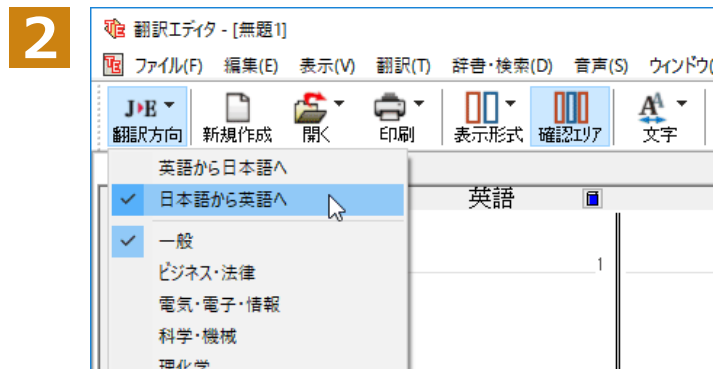 2
翻訳エディタ - [無題1]
ファイル(F) 編集(E) 表示(V) 翻訳(T) 辞書・検索(D) 音声(S) ウィンドウ(
J▶E
翻訳方向 新規作成 開く 印刷 表示形式 確認エリア 文字
英語から日本語へ
日本語から英語へ
英語
一般
1
ビジネス・法律
電気・電子・情報
科学・機械
理化学